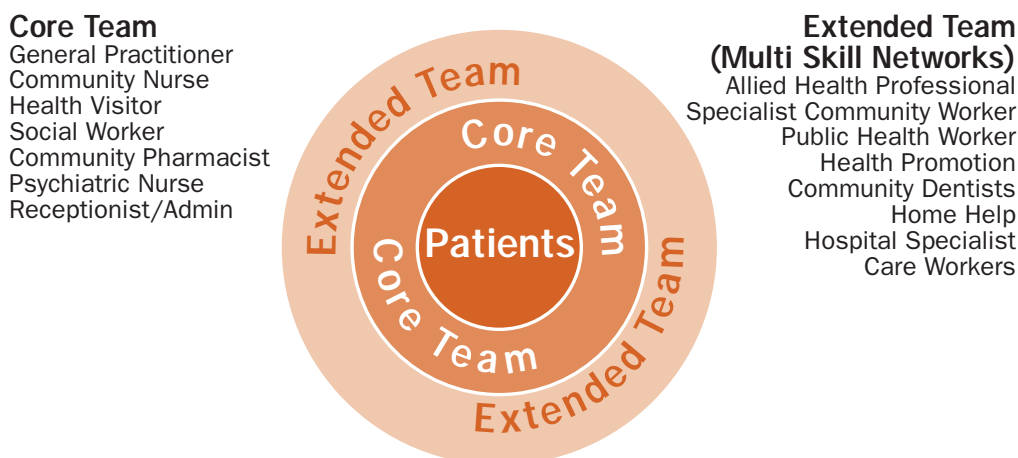 Core Team
General Practitioner
Community Nurse
Health Visitor
Social Worker
Community Pharmacist
Psychiatric Nurse
Receptionist/Admin
Extended Team
Core Team
Patients
Core Team
Extended Team
Extended Team
(Multi Skill Networks)
Allied Health Professional
Specialist Community Worker
Public Health Worker
Health Promotion
Community Dentists
Home Help
Hospital Specialist
Care Workers